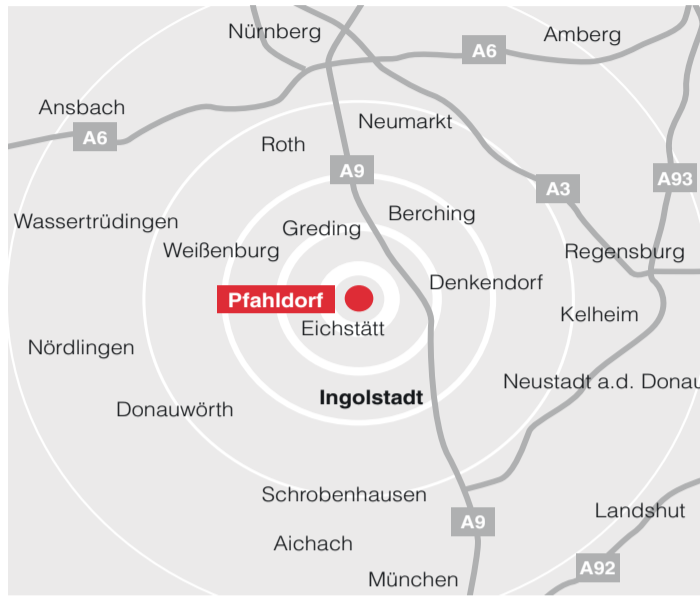 Nürnberg
A6
Amberg
Ansbach
A6
Neumarkt
Roth
A9
A3
A93
Wassertrüdingen
Greding
Berching
Weißenburg
Regensburg
Denkendorf
Pfahldorf
Kelheim
Eichstätt
Nördlingen
Neustadt a.d. Donau
Ingolstadt
Donauwörth
Schrobenhausen
Landshut
A9
Aichach
A92
München